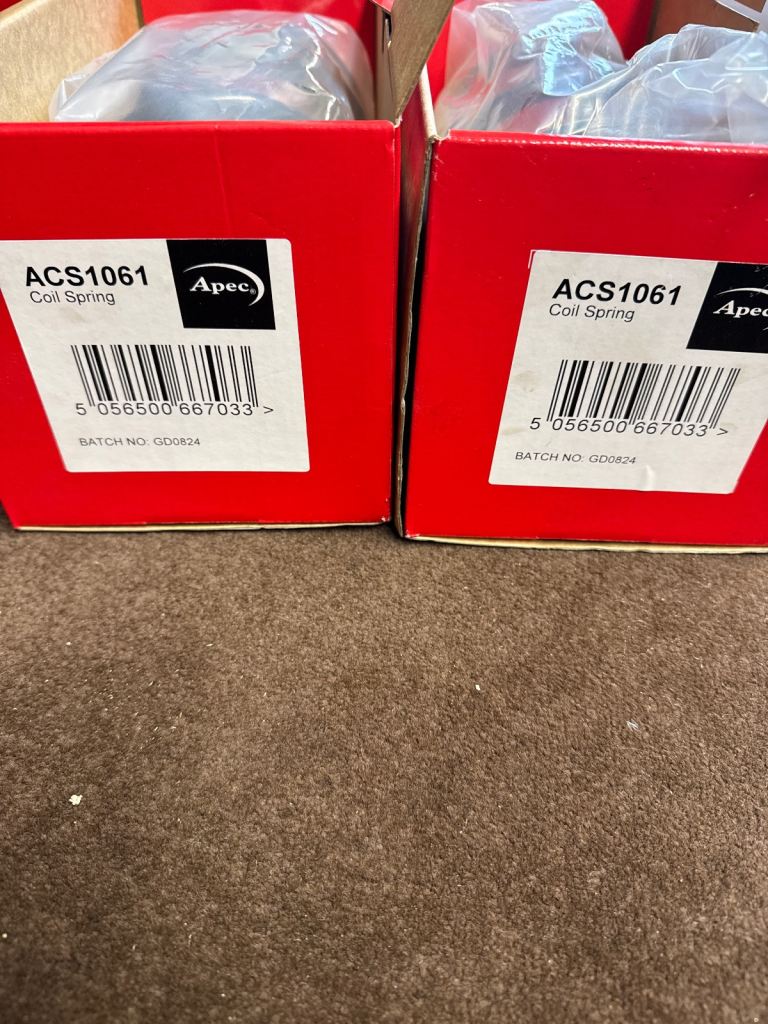 ACS1061
Coil Spring
Apec®
5 056500 667033 >
BATCH NO: GD0824
ACS1061
Coil Spring
Apec
5 056500 667033 >
BATCH NO: GD0824